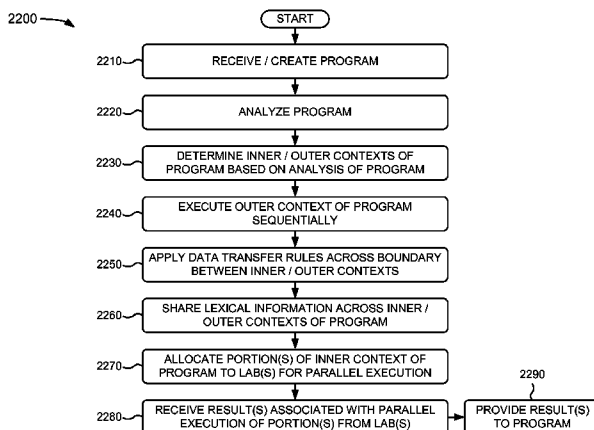 2200
START
2210
RECEIVE / CREATE PROGRAM
2220
ANALYZE PROGRAM
2230
DETERMINE INNER / OUTER CONTEXTS OF
PROGRAM BASED ON ANALYSIS OF PROGRAM
2240
EXECUTE OUTER CONTEXT OF PROGRAM
SEQUENTIALLY
2250
APPLY DATA TRANSFER RULES ACROSS BOUNDARY
BETWEEN INNER / OUTER CONTEXTS
2260
SHARE LEXICAL INFORMATION ACROSS INNER /
OUTER CONTEXTS OF PROGRAM
2270
ALLOCATE PORTION(S) OF INNER CONTEXT OF
PROGRAM TO LAB(S) FOR PARALLEL EXECUTION
2280
RECEIVE RESULT(S) ASSOCIATED WITH PARALLEL
EXECUTION OF PORTION(S) FROM LAB(S)
2290
PROVIDE RESULT(S)
TO PROGRAM